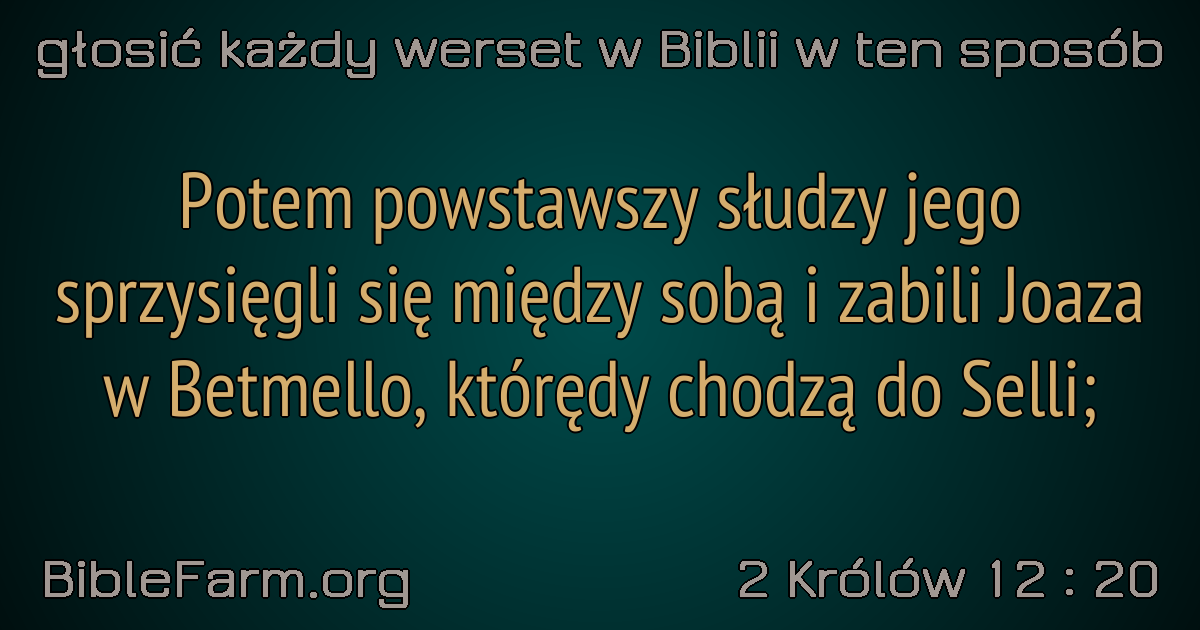 głosić każdy werset w Biblii w ten sposób
Potem powstawszy słudzy jego
sprzysięgli się między sobą i zabili Joaza
w Betmello, którędy chodzą do Selli;
BibleFarm.org
2 Królów 12 : 20